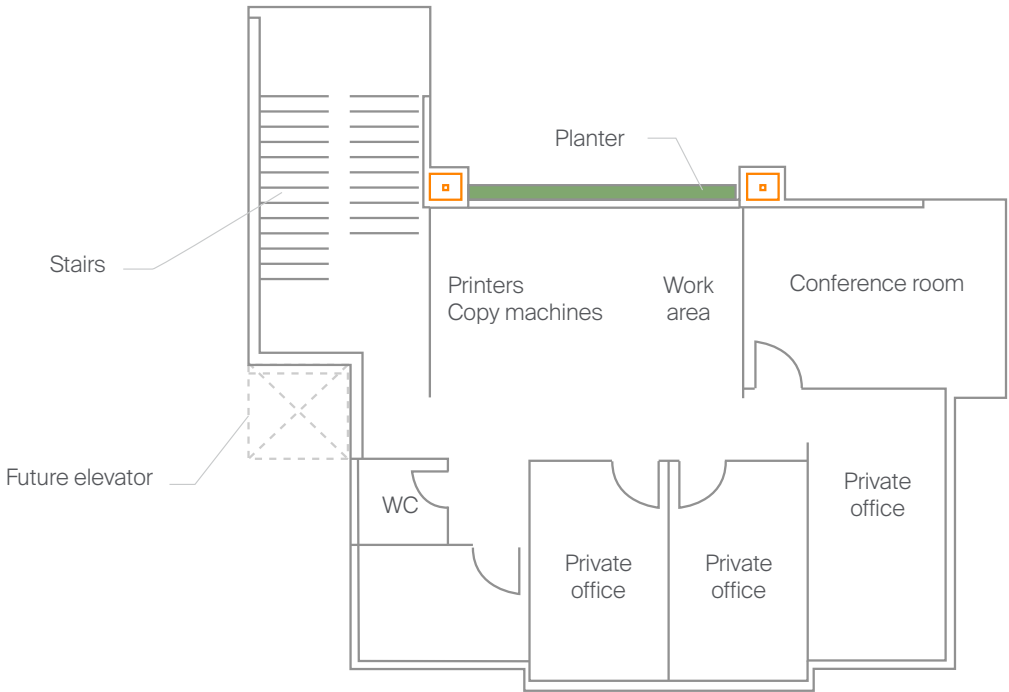 Planter
Stairs
Printers
Copy machines
Work
area
Conference room
Future elevator
WC
Private
office
Private
office
Private
office